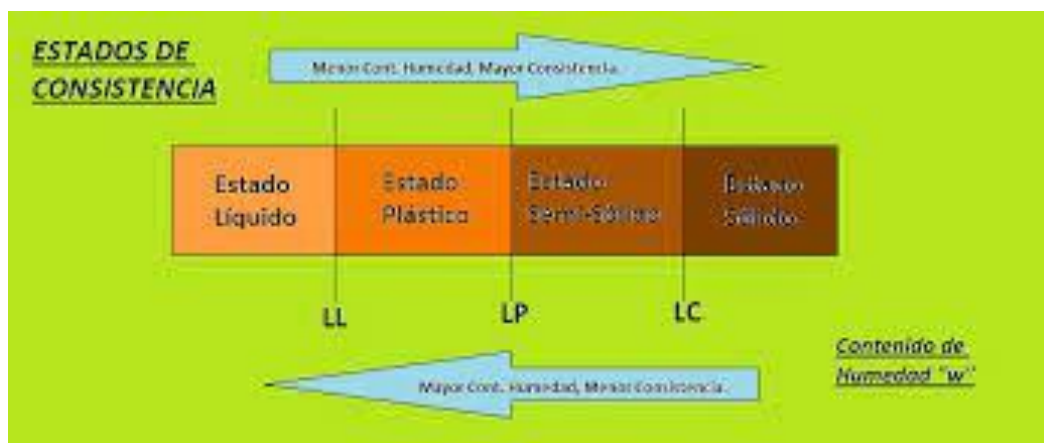 ESTADOS DE
CONSISTENCIA
Menor Cont. Humedad, Mayor Consistencia.
Estado
Líquido
Estado
Plástico
Estado
Semi-Sólido
Estado
Sólido
LL
LP
LC
Contenido de
Humedad "w"
Mayor Cont. Humedad, Menor Consistencia.